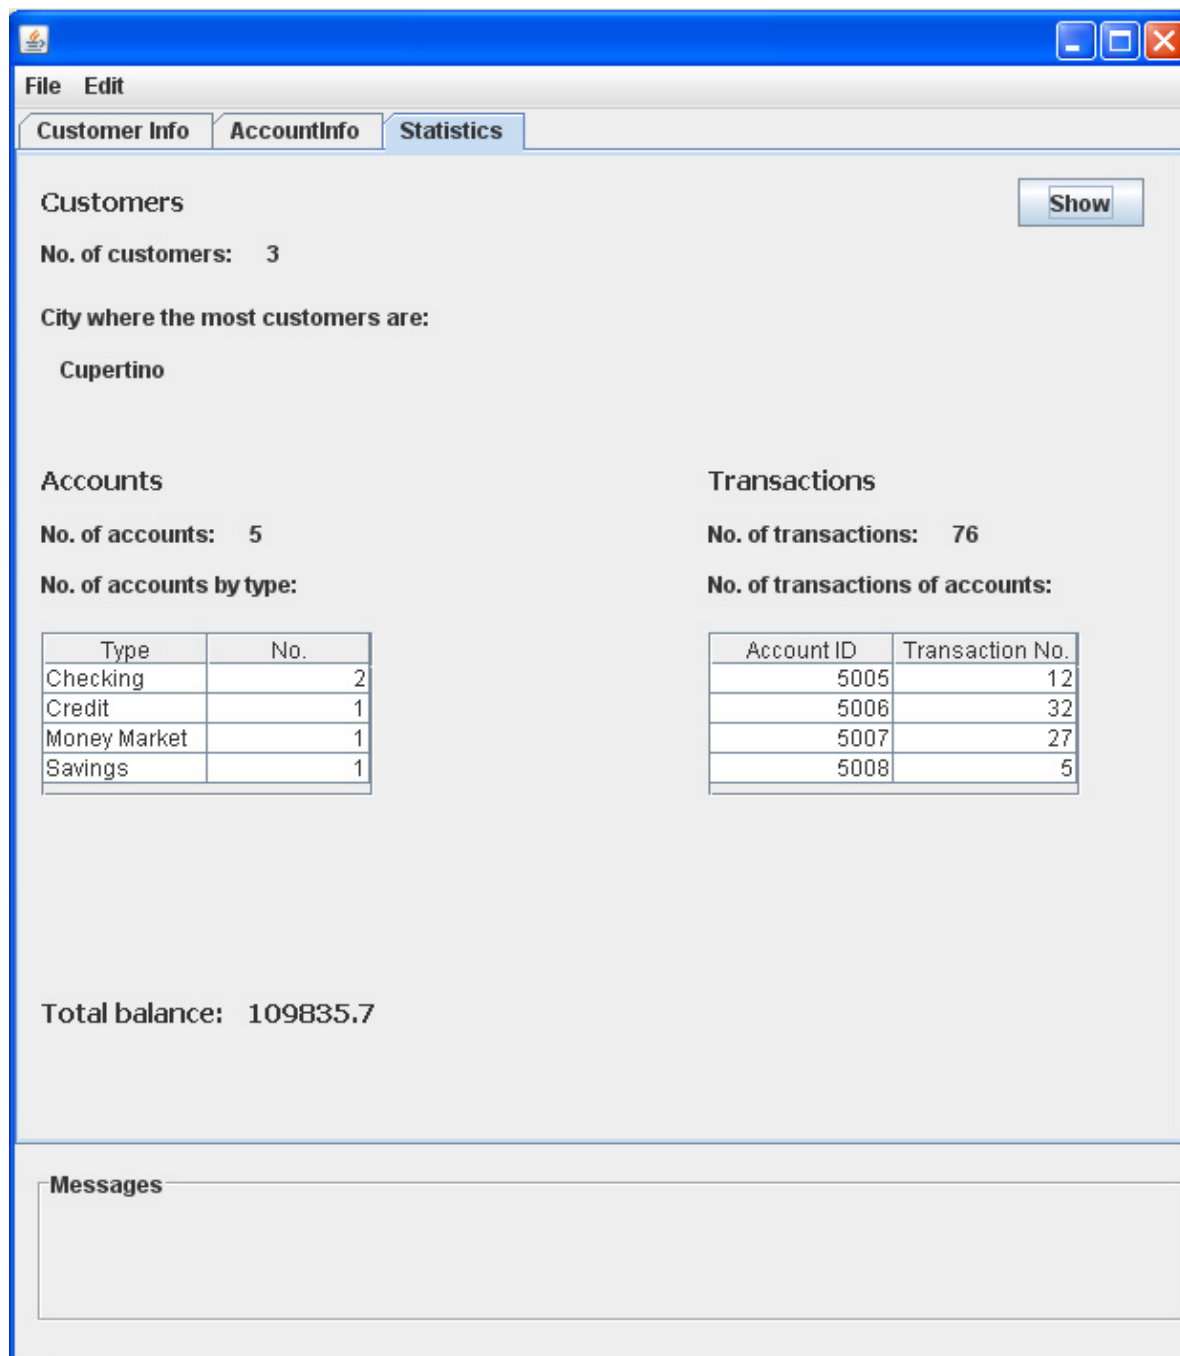 File Edit
Customer Info AccountInfo Statistics
Customers
Show
No. of customers: 3
City where the most customers are:
Cupertino
Accounts
No. of accounts: 5
No. of accounts by type:
Type No.
Checking 2
Credit 1
Money Market 1
Savings 1
Transactions
No. of transactions: 76
No. of transactions of accounts:
Account ID Transaction No.
5005 12
5006 32
5007 27
5008 5
Total balance: 109835.7
Messages